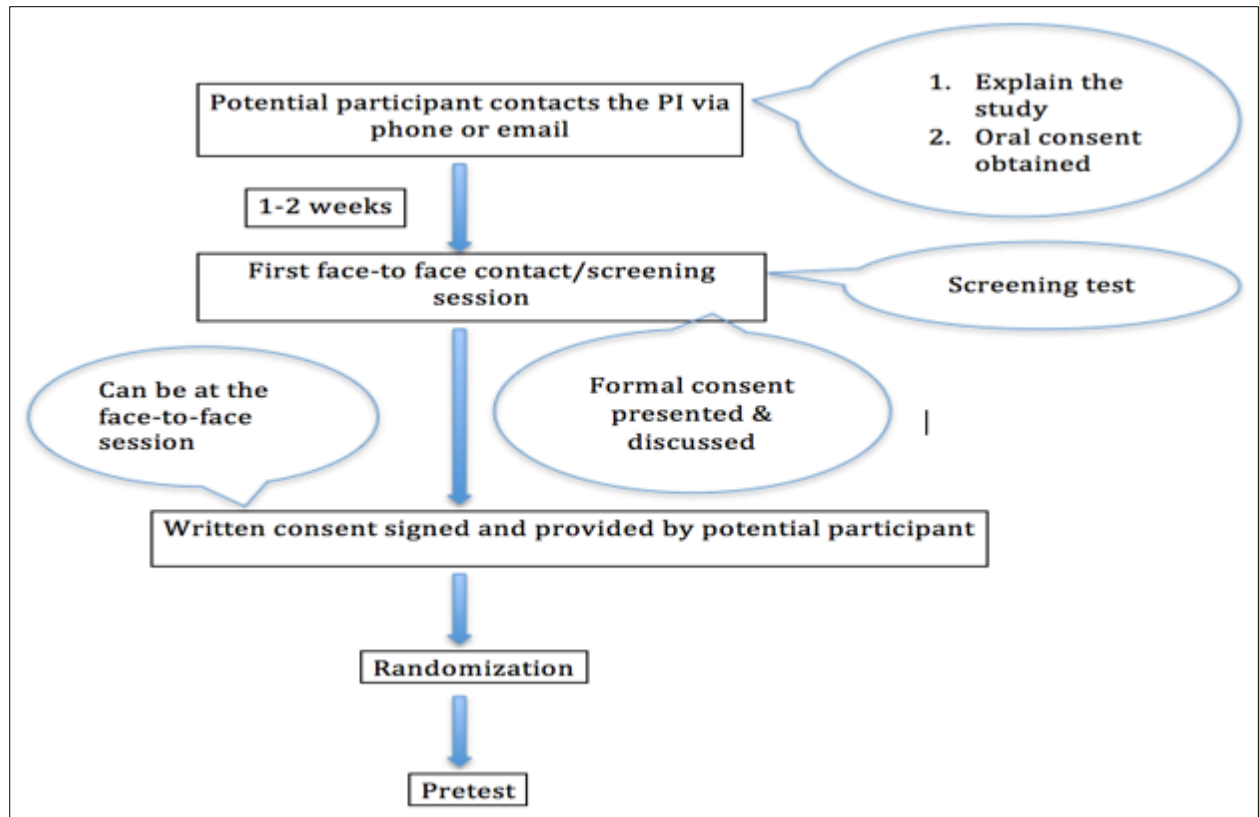 Potential participant contacts the PI via
phone or email
1. Explain the
study
2. Oral consent
obtained
1-2 weeks
First face-to face contact/screening
session
Screening test
Can be at the
face-to-face
session
Formal consent
presented &
discussed
Written consent signed and provided by potential participant
Randomization
Pretest